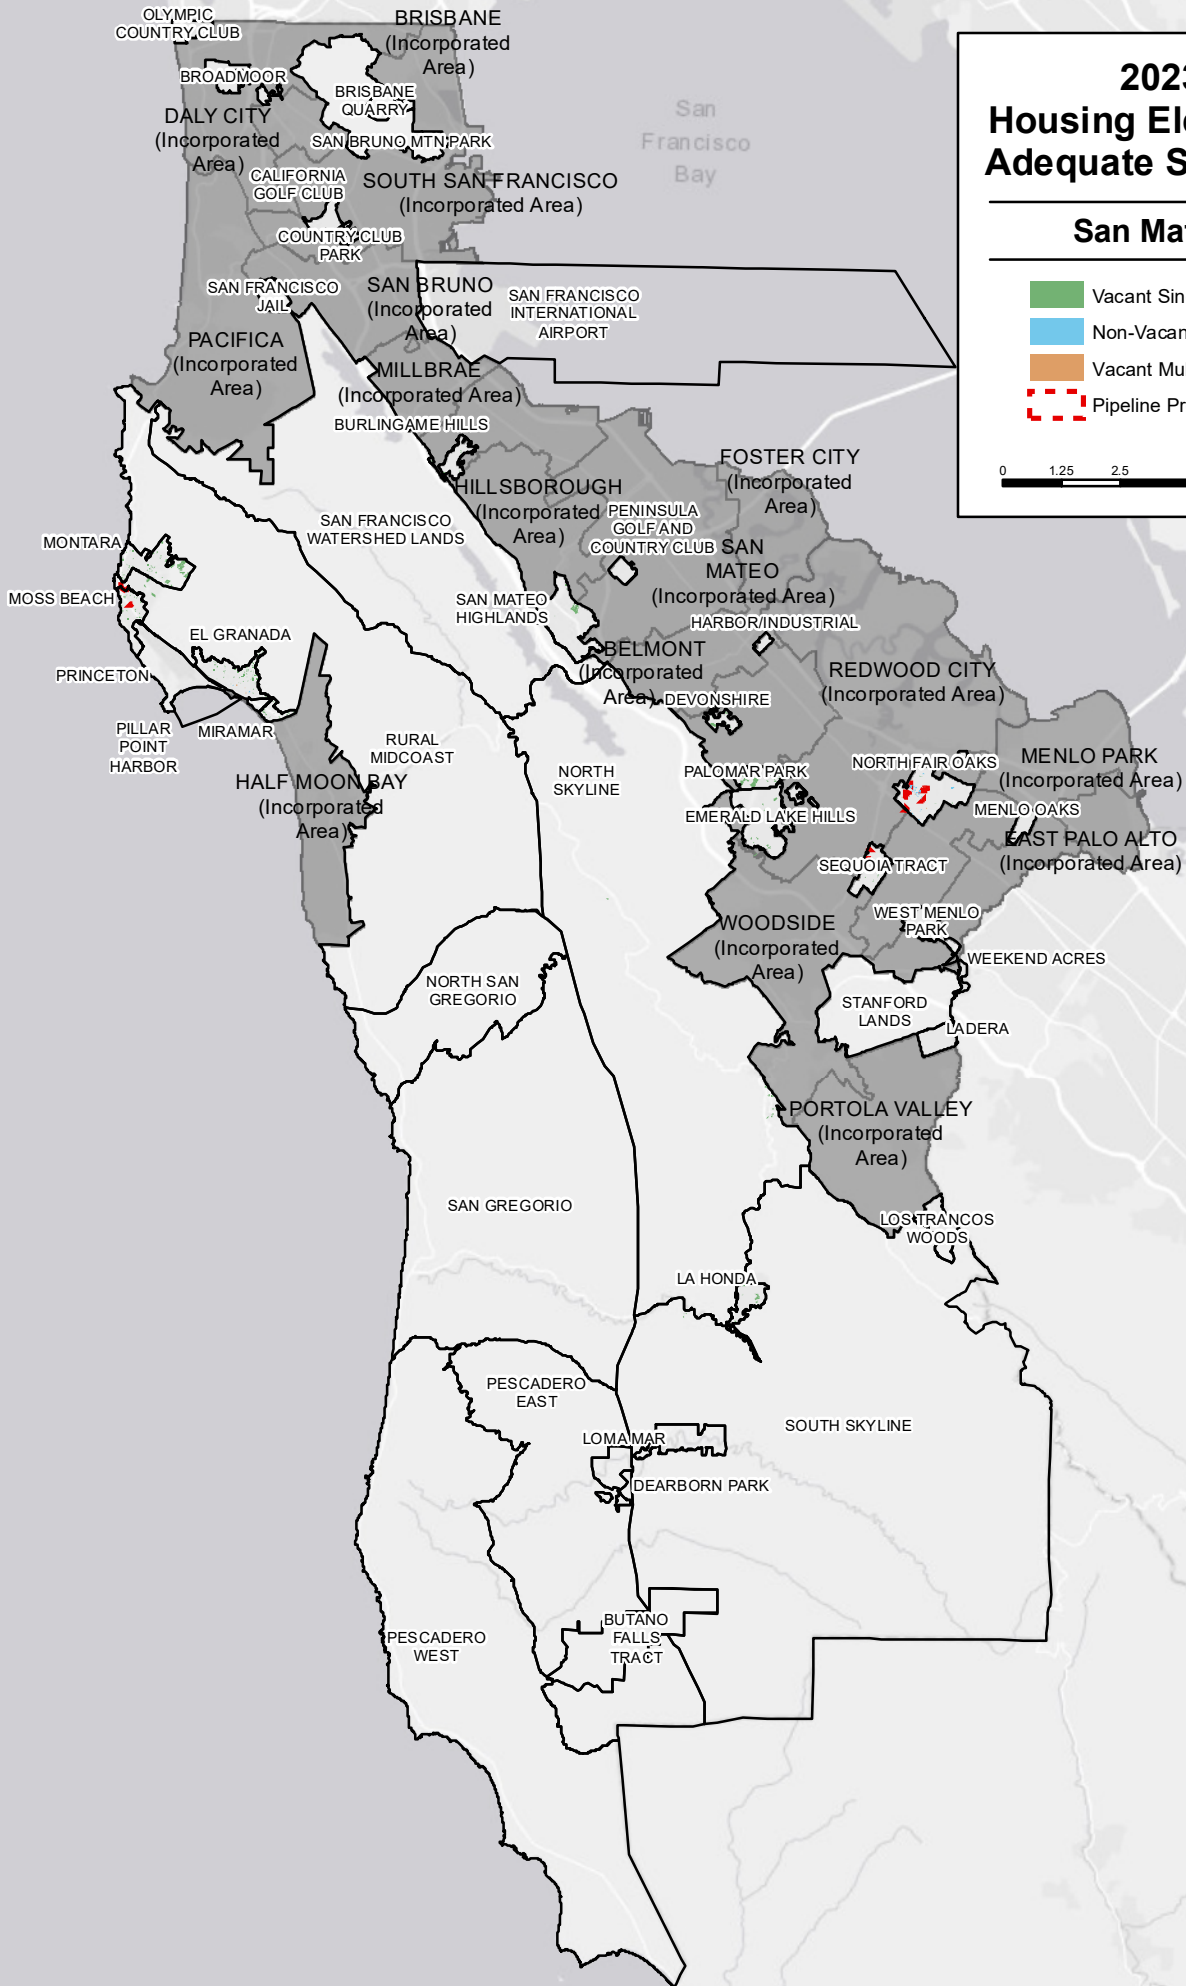 OLYMPIC
COUNTRY CLUB
BRISBANE
(Incorporated
Area)
BROADMOOR
BRISBANE
QUARRY
DALY CITY
(Incorporated
Area)
SAN BRUNO MTN PARK
CALIFORNIA
GOLF CLUB
SOUTH SAN FRANCISCO
(Incorporated Area)
COUNTRY CLUB
PARK
San
Francisco
Bay
2023
Housing El
Adequate S
San Ma
Vacant Sin
Non-Vacan
Vacant Mu
Pipeline Pr
0 1.25 2.5
SAN FRANCISCO
JAIL
SAN BRUNO
(Incorporated
Area)
SAN FRANCISCO
INTERNATIONAL
AIRPORT
PACIFICA
(Incorporated
Area)
MILLBRAE
(Incorporated Area)
BURLINGAME HILLS
FOSTER CITY
(Incorporated
Area)
HILLSBOROUGH
(Incorporated
Area)
PENINSULA
GOLF AND
COUNTRY CLUB
SAN FRANCISCO
WATERSHED LANDS
SAN
MATEO
(Incorporated Area)
MONTARA
MOSS BEACH
SAN MATEO
HIGHLANDS
HARBOR/INDUSTRIAL
EL GRANADA
BELMONT
(Incorporated
Area)
REDWOOD CITY
(Incorporated Area)
PRINCETON
DEVONSHIRE
PILLAR
POINT
HARBOR
MIRAMAR
RURAL
MIDCOAST
NORTH
SKYLINE
PALOMAR PARK
NORTH FAIR OAKS
MENLO PARK
(Incorporated Area)
HALF MOON BAY
(Incorporated
Area)
EMERALD LAKE HILLS
MENLO OAKS
EAST PALO ALTO
(Incorporated Area)
SEQUOIA TRACT
WEST MENLO
PARK
WOODSIDE
(Incorporated
Area)
WEEKEND ACRES
NORTH SAN
GREGORIO
STANFORD
LANDS
LADERA
PORTOLA VALLEY
(Incorporated
Area)
SAN GREGORIO
LOS TRANCOS
WOODS
LA HONDA
PESCADERO
EAST
SOUTH SKYLINE
LOMA MAR
DEARBORN PARK
PESCADERO
WEST
BUTANO
FALLS
TRACT